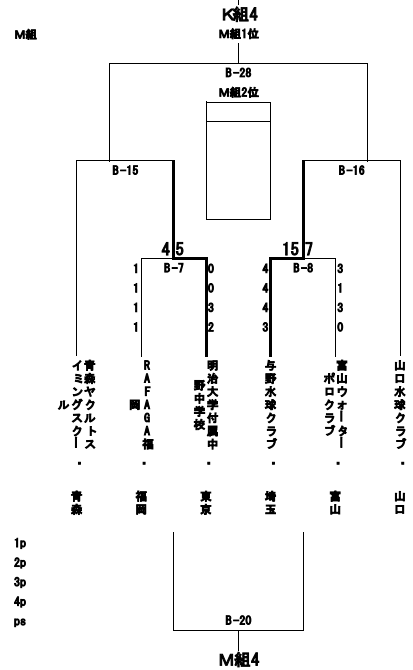 K組4
M組
M組1位
B-28
M組2位
B-15
B-16
4 5
15 7
B-7
B-8
1 0
1 0
1 3
1 2
4 3
4 1
4 3
3 0
青森ヤクルトス
イミングスクー
ル
・
青森
RAFAGA福
岡
・
福岡
明治大学付属中
野中学校
・
東京
与野水球クラブ
・
埼玉
富山ウォーター
ポロクラブ
・
富山
山口水球クラブ
・
山口
1p
2p
3p
4p
ps
B-20
M組4